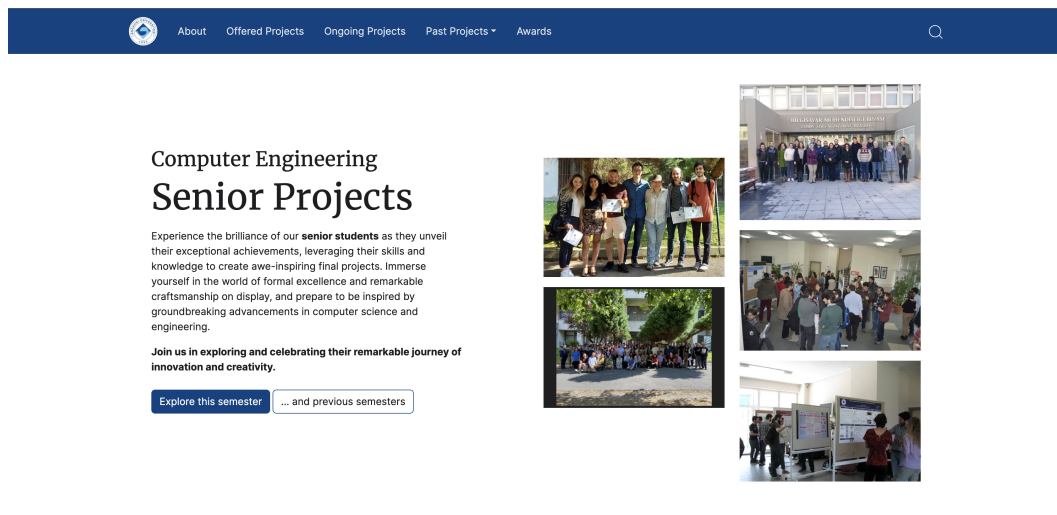 About
Offered Projects
Ongoing Projects
Past Projects
Awards
Computer Engineering
Senior Projects
Experience the brilliance of our senior students as they unveil
their exceptional achievements, leveraging their skills and
knowledge to create awe-inspiring final projects. Immerse
yourself in the world of formal excellence and remarkable
craftsmanship on display, and prepare to be inspired by
groundbreaking advancements in computer science and
engineering.
Join us in exploring and celebrating their remarkable journey of
innovation and creativity.
Explore this semester
... and previous semesters